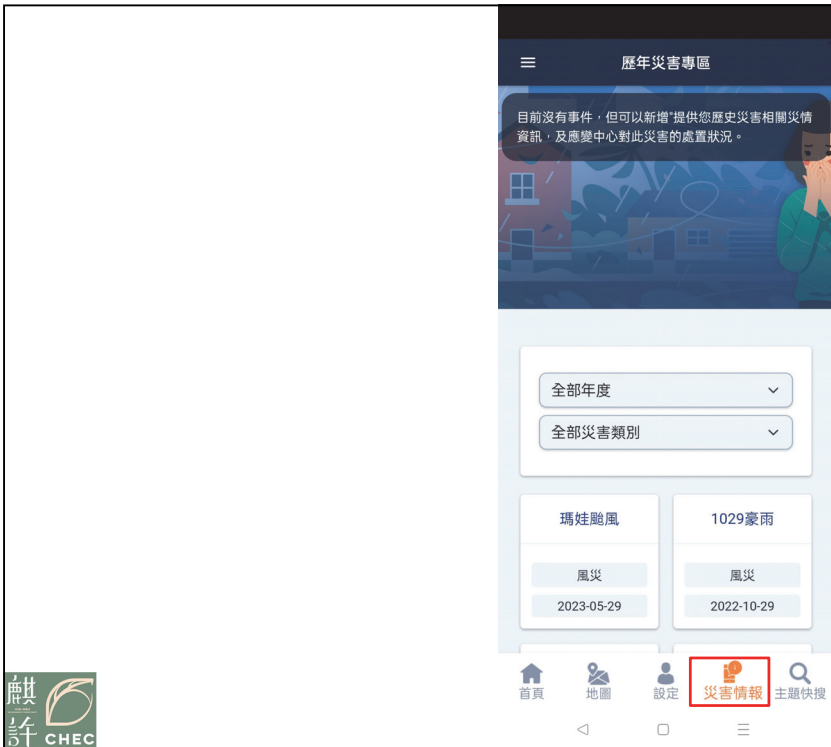 歷年災害專區
目前沒有事件，但可以新增"提供您歷史災害相關災情
資訊，及應變中心對此災害的處置狀況。
全部年度
全部災害類別
瑪娃颱風
1029豪雨
風災
風災
2023-05-29
2022-10-29
首頁
地圖
設定
災害情報
主題快搜
麒
許
CHEC